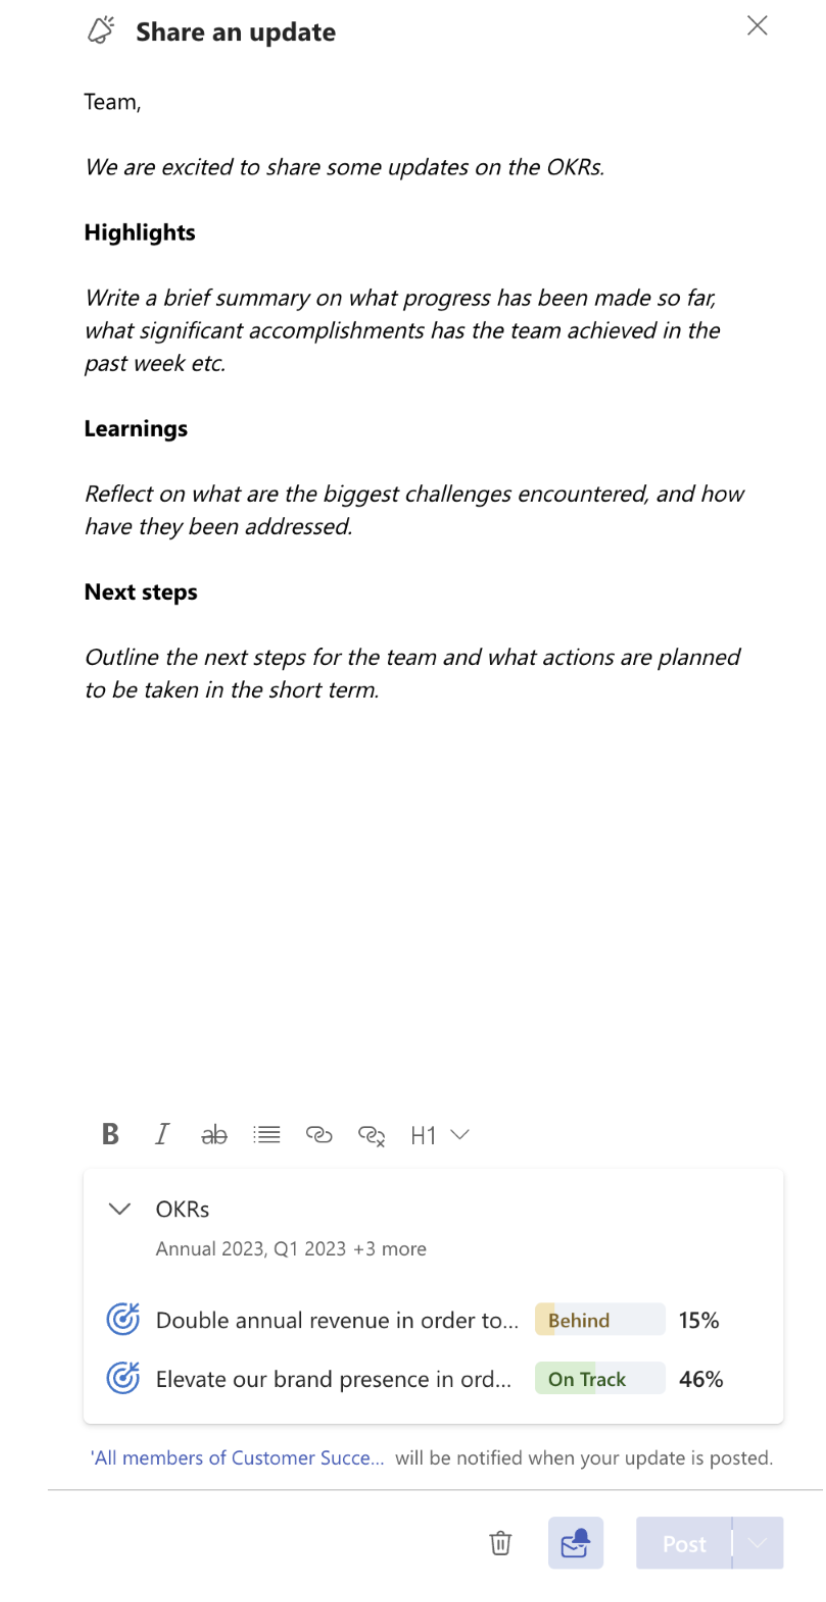 Share an update
Team,
We are excited to share some updates on the OKRs.
Highlights
Write a brief summary on what progress has been made so far,
what significant accomplishments has the team achieved in the
past week etc.
Learnings
Reflect on what are the biggest challenges encountered, and how
have they been addressed.
Next steps
Outline the next steps for the team and what actions are planned
to be taken in the short term.
B I ab H1
OKRs
Annual 2023, Q1 2023 +3 more
Double annual revenue in order to... Behind 15%
Elevate our brand presence in ord... On Track 46%
'All members of Customer Succe... will be notified when your update is posted.
Post